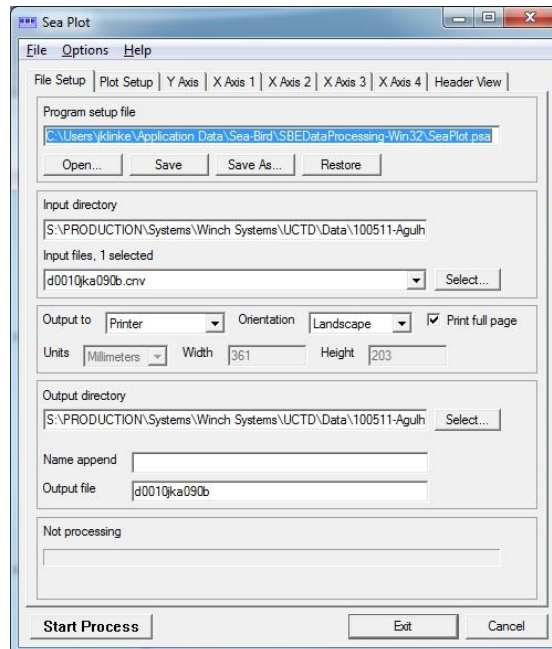 Sea Plot
File Options Help
File Setup Plot Setup Y Axis X Axis 1 X Axis 2 X Axis 3 X Axis 4 Header View
Program setup file
C:\Users\jklinke\Application Data\Sea-Bird\SBEDataProcessing-Win32\SeaPlot.psa
Open... Save Save As... Restore
Input directory
S:\PRODUCTION\Systems\Winch Systems\UCTD\Data\100511-Agulh
Input files, 1 selected
d0010jka090b.cnv Select...
Output to Printer Orientation Landscape Print full page
Units Millimeters Width 361 Height 203
Output directory
S:\PRODUCTION\Systems\Winch Systems\UCTD\Data\100511-Agulh Select...
Name append
Output file d0010jka090b
Not processing
Start Process Exit Cancel